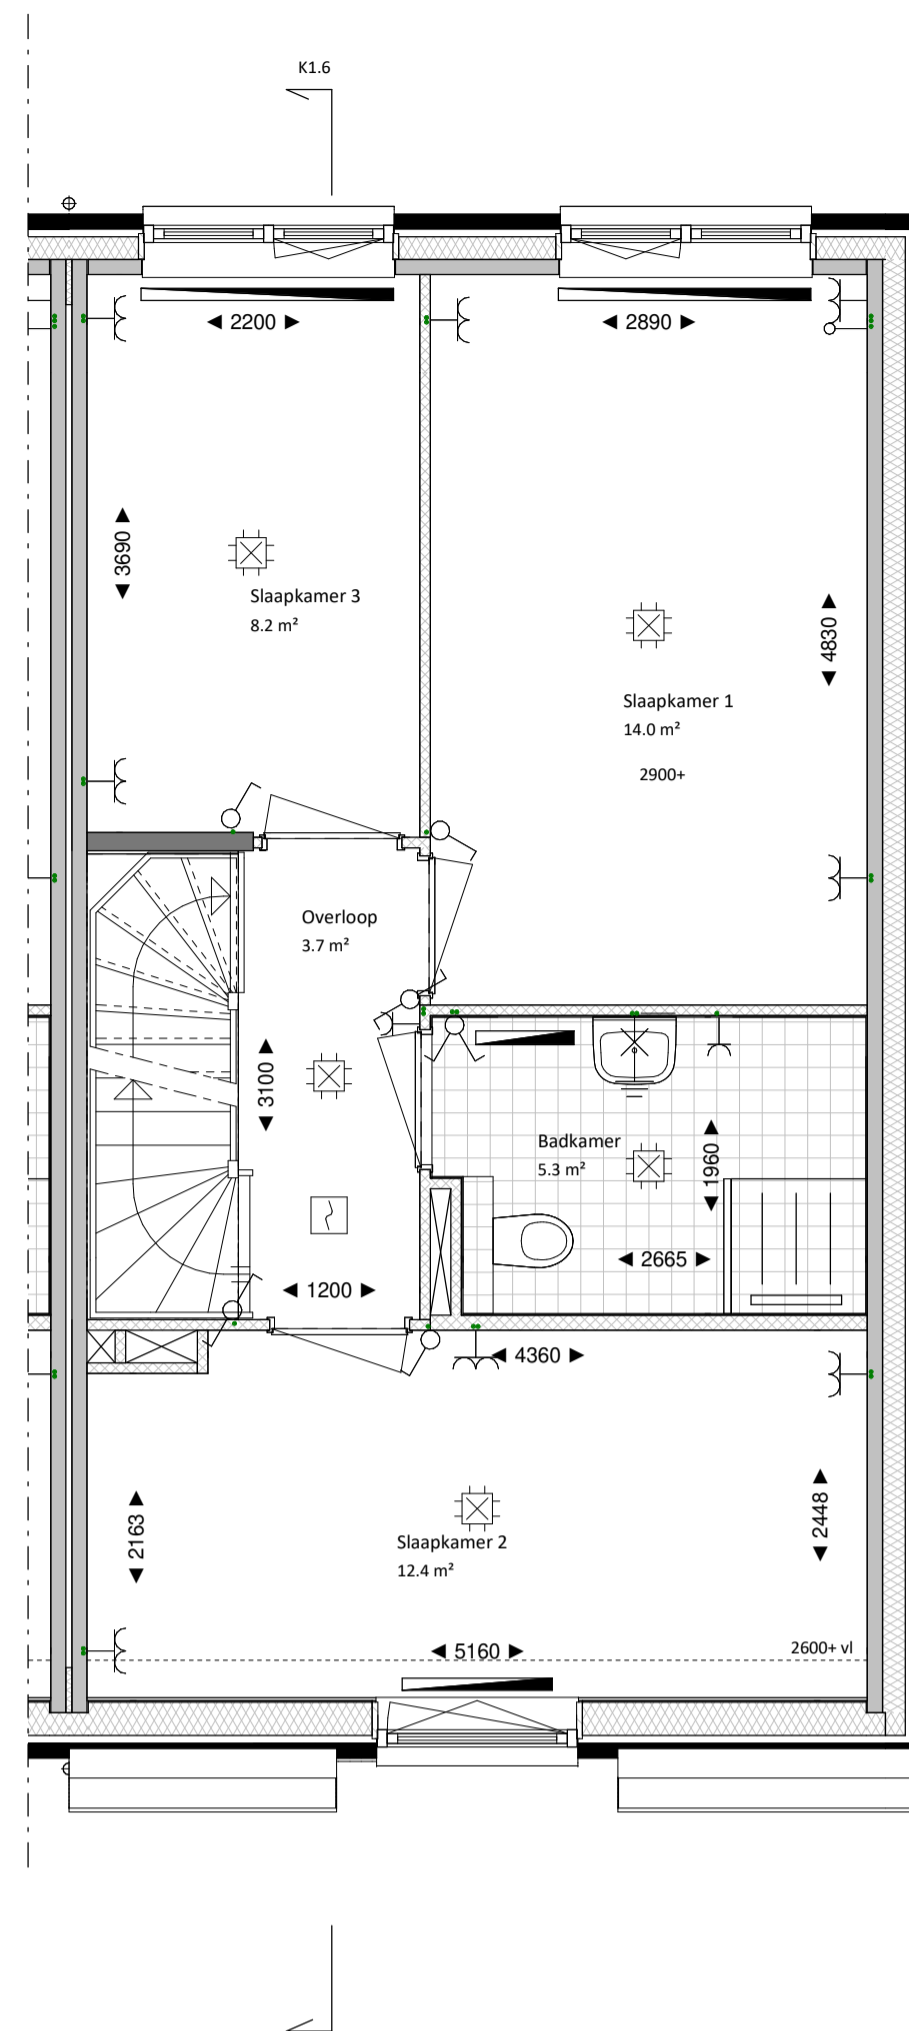 K1.6
◄ 2200 ►
◄ 2890 ►
◄ 3690 ►
Slaapkamer 3
8.2 m²
◄ 4830 ►
Slaapkamer 1
14.0 m²
2900+
Overloop
3.7 m²
◄ 3100 ►
Badkamer
5.3 m²
◄ 1960 ►
◄ 2665 ►
◄ 1200 ►
◄ 4360 ►
◄ 2163 ►
◄ 2448 ►
Slaapkamer 2
12.4 m²
◄ 5160 ►
2600+ vl